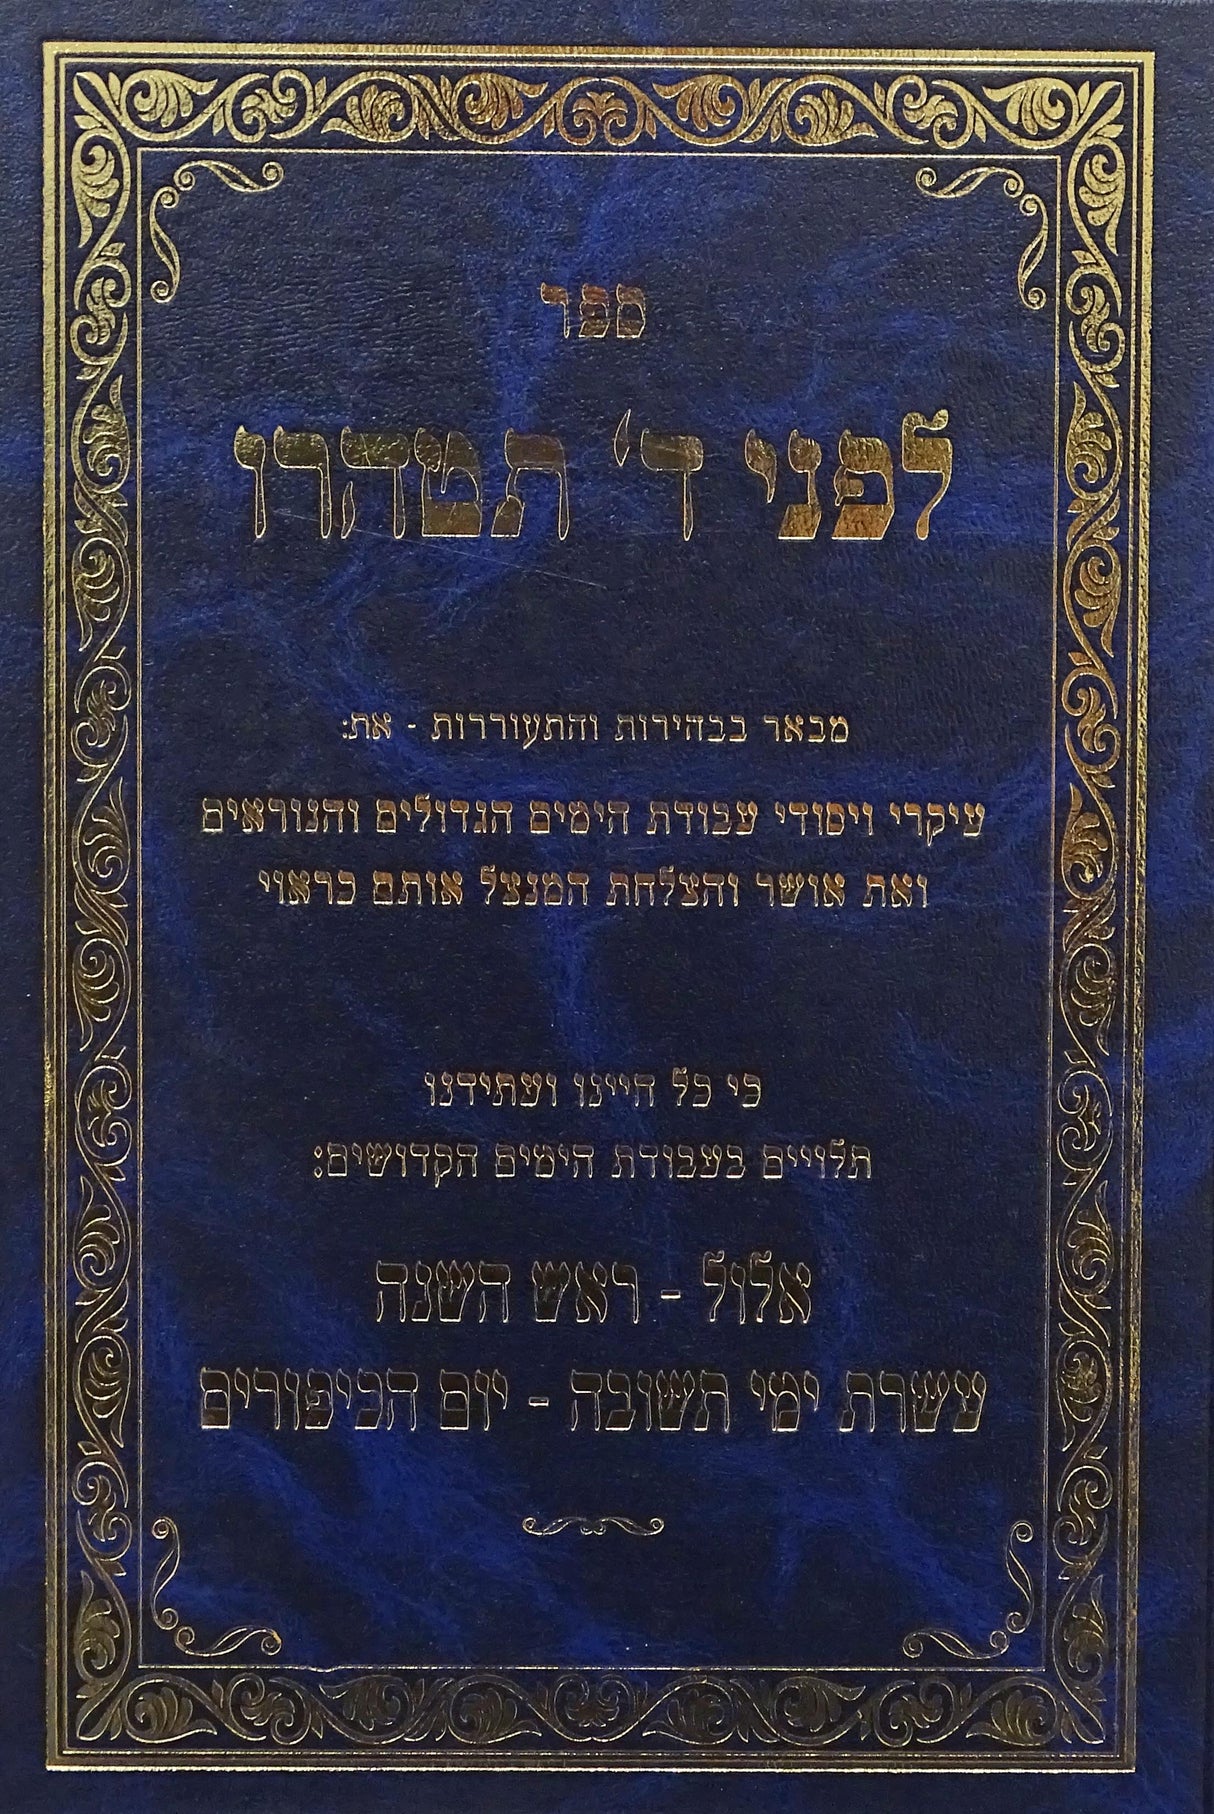 ספר
לפני ד' תטהרו
מבאר בבהירות והתעוררות - את:
עיקרי ויסודי עבודת הימים הגדולים והנוראים
ואת אושר והצלחת המנצל אותם כראוי
כי כל חיינו ועתידנו
תלויים בעבודת הימים הקדושים:
אלול - ראש השנה
עשרת ימי תשובה - יום הכיפורים